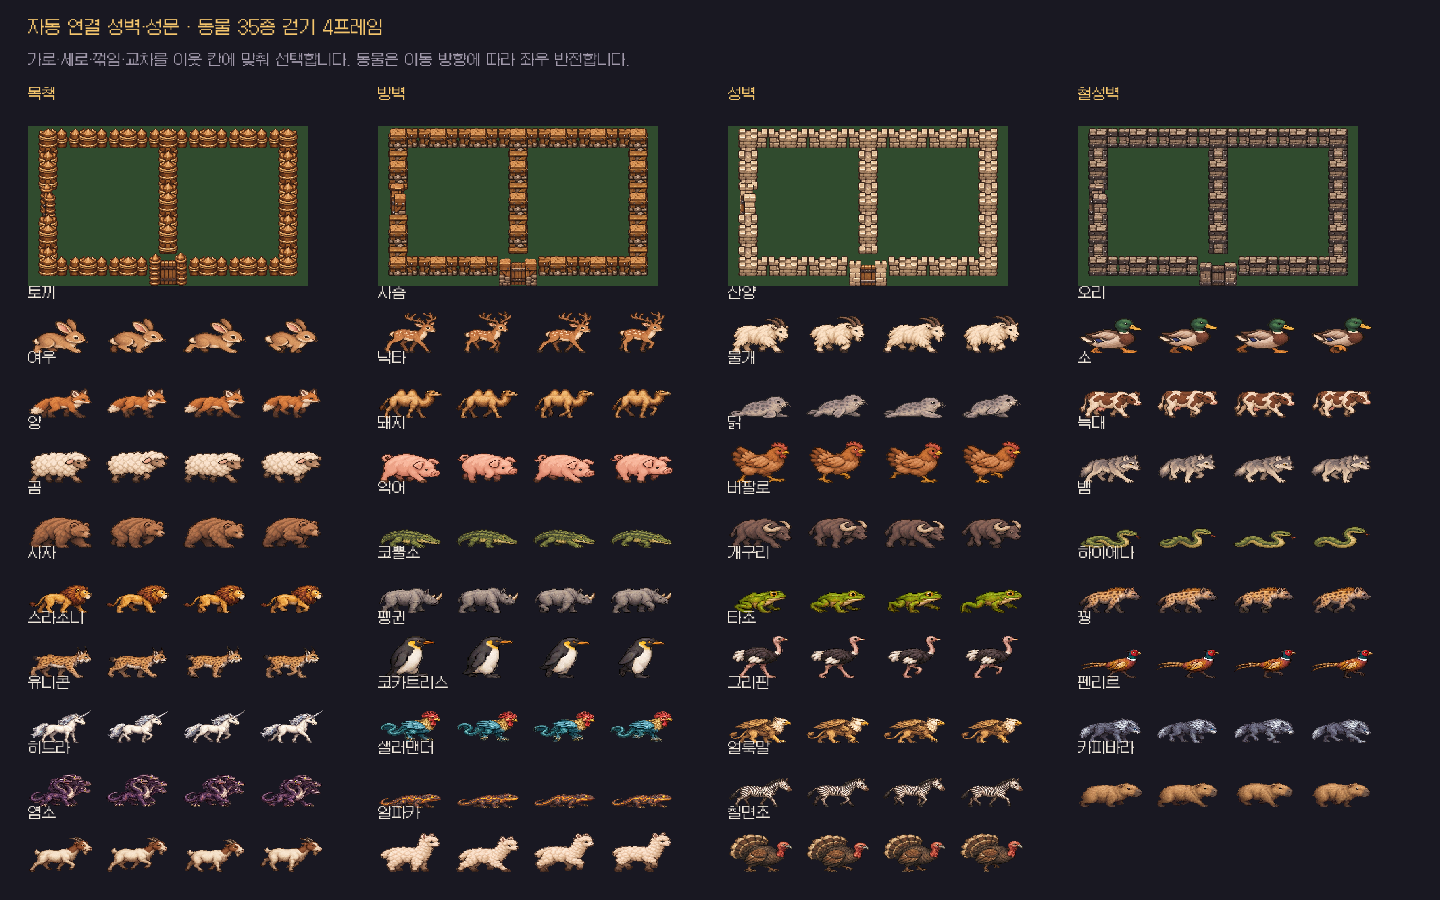 자동 연결 성벽·성문 · 동물 35종 걷기 4프레임
가로·세로·꺾임·교차를 이웃 칸에 맞춰 선택합니다. 동물은 이동 방향에 따라 좌우 반전합니다.
목책 방벽 성벽 철성벽
토끼 사슴 산양 오리
여우 낙타 물개 소
양 돼지 닭 늑대
곰 악어 버팔로 뱀
사자 코뿔소 개구리 하이에나
스라소니 펭귄 타조 꿩
유니콘 코카트리스 그리핀 펜리르
히드라 샐러맨더 얼룩말 카피바라
염소 알파카 칠면조